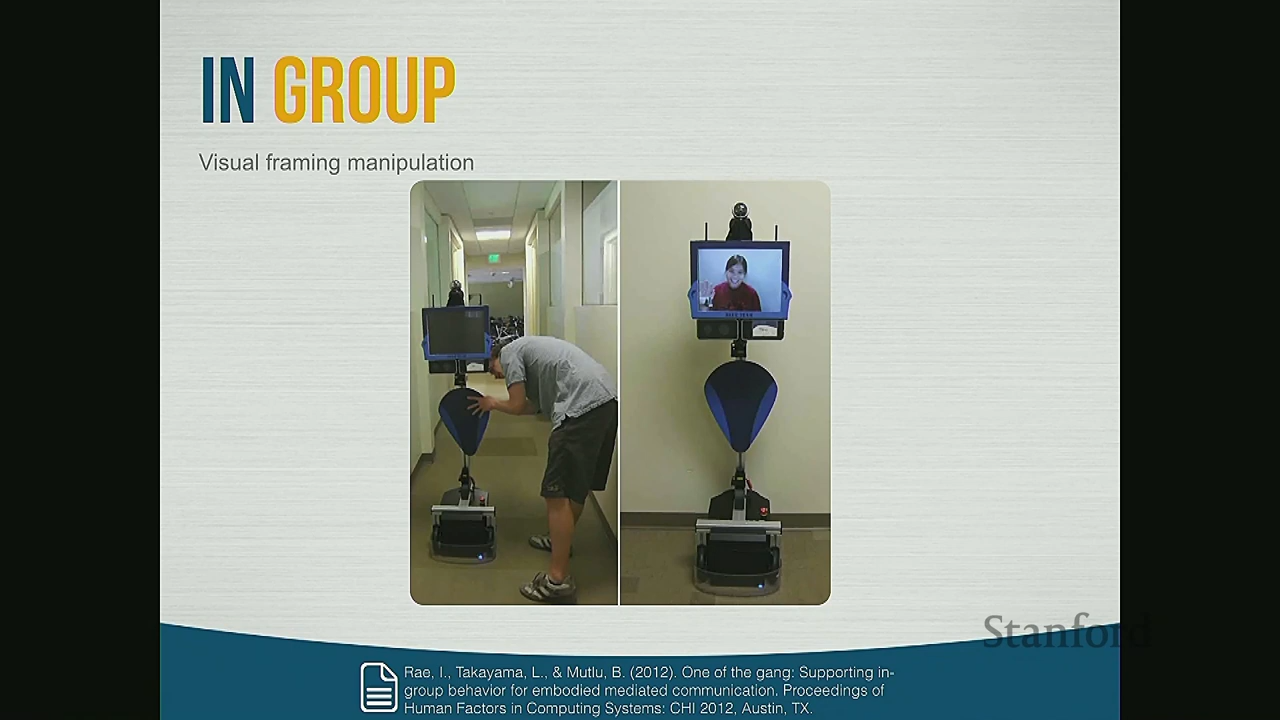 IN GROUP
Visual framing manipulation
Stanford
Rae, I., Takayama, L., & Mutlu, B. (2012). One of the gang: Supporting in-
group behavior for embodied mediated communication. Proceedings of
Human Factors in Computing Systems: CHI 2012, Austin, TX.